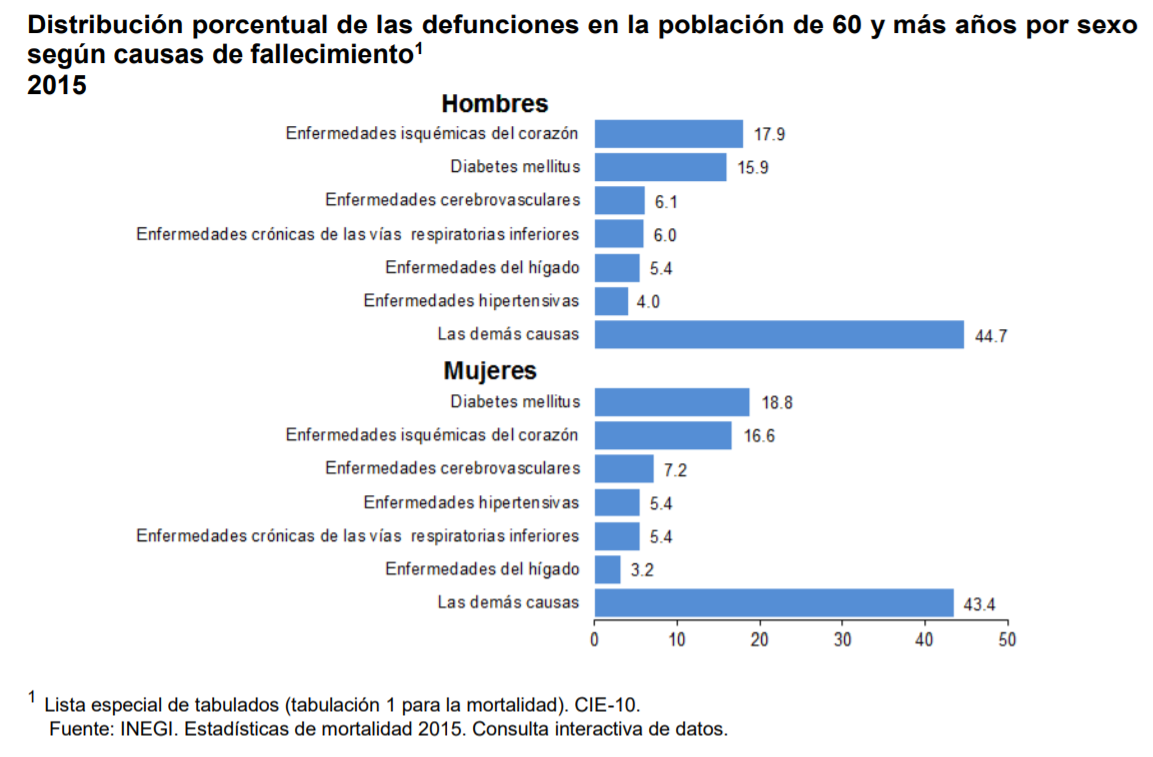 Distribución porcentual de las defunciones en la población de 60 y más años por sexo
según causas de fallecimiento1
2015
Hombres
Enfermedades isquémicas del corazón 17.9
Diabetes mellitus 15.9
Enfermedades cerebrovasculares 6.1
Enfermedades crónicas de las vías respiratorias inferiores 6.0
Enfermedades del hígado 5.4
Enfermedades hipertensivas 4.0
Las demás causas 44.7
Mujeres
Diabetes mellitus 18.8
Enfermedades isquémicas del corazón 16.6
Enfermedades cerebrovasculares 7.2
Enfermedades hipertensivas 5.4
Enfermedades crónicas de las vías respiratorias inferiores 5.4
Enfermedades del hígado 3.2
Las demás causas 43.4
0 10 20 30 40 50
1 Lista especial de tabulados (tabulación 1 para la mortalidad). CIE-10.
Fuente: INEGI. Estadísticas de mortalidad 2015. Consulta interactiva de datos.